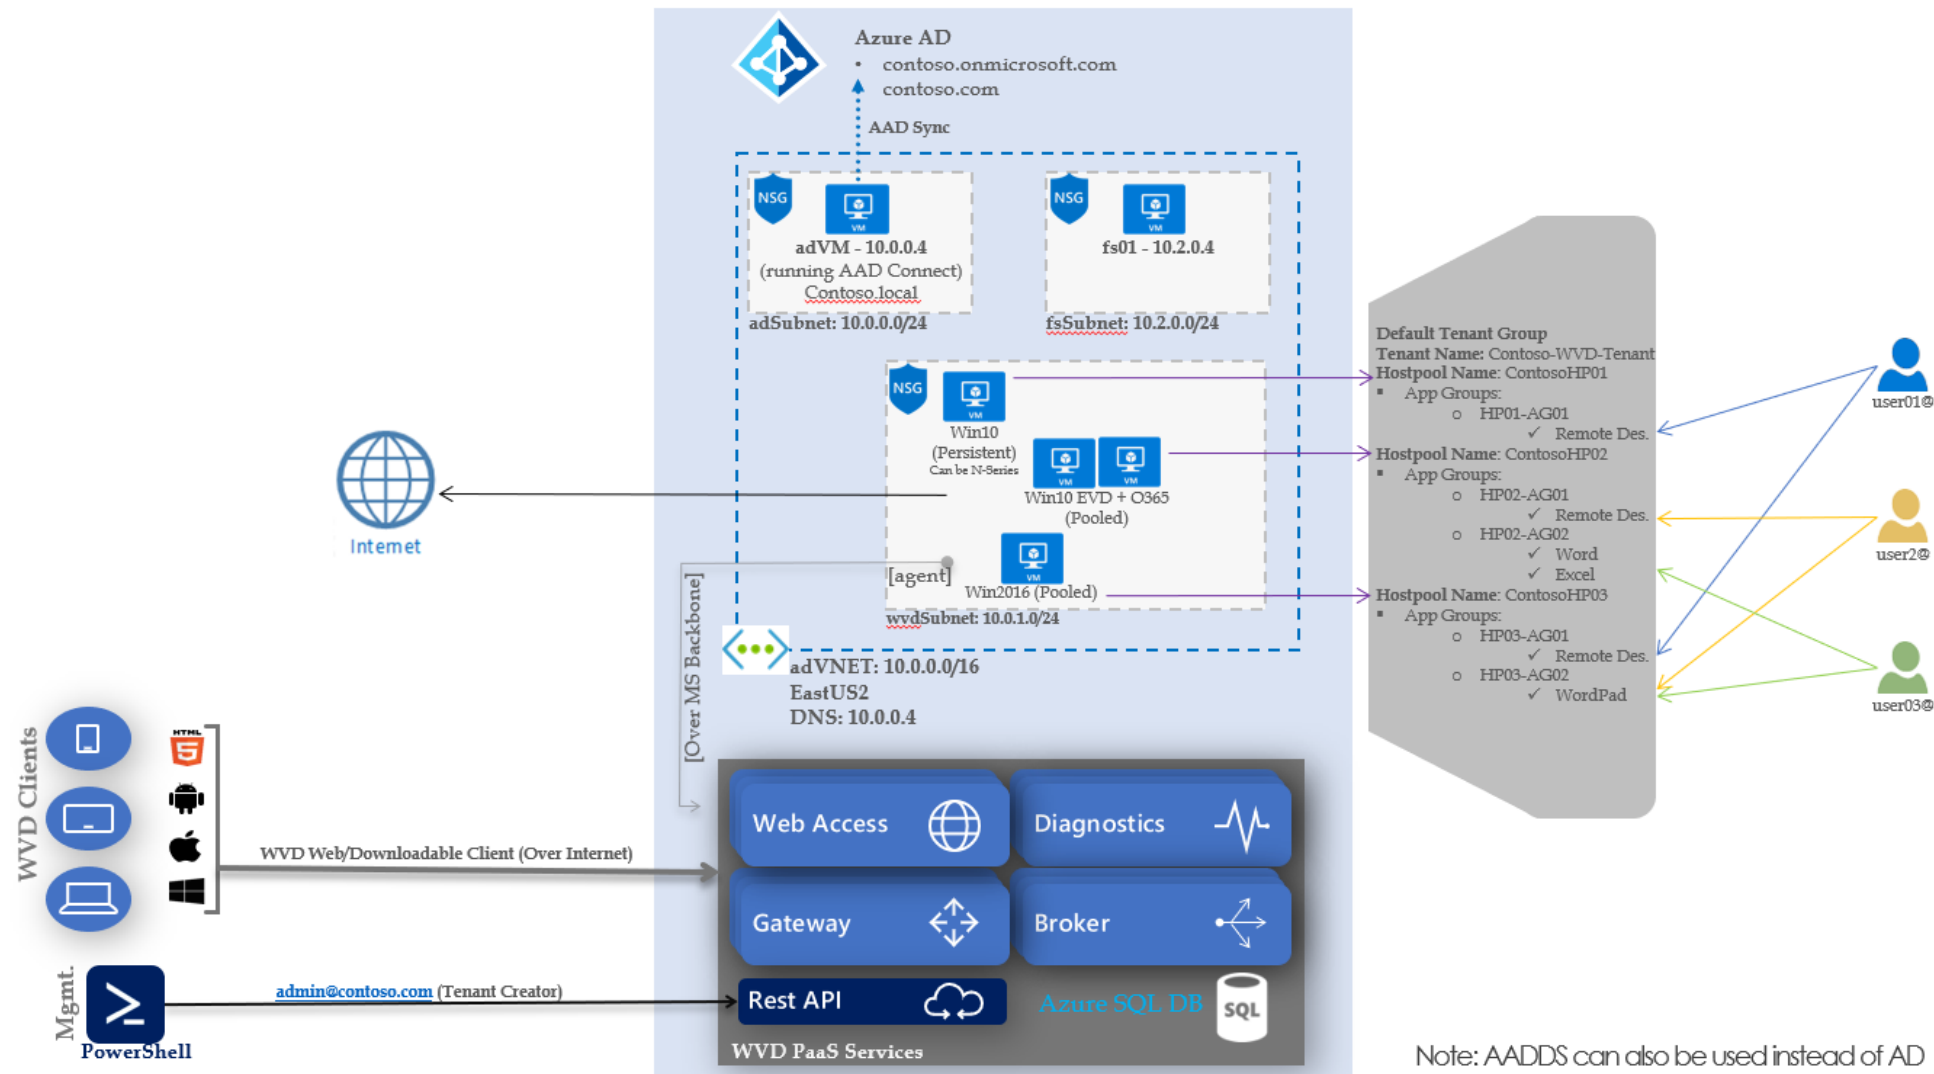 Azure AD
• contoso.onmicrosoft.com
contoso.com
AAD Sync
NSG
VM
adVM - 10.0.0.4
(running AAD Connect)
Contoso.local
adSubnet: 10.0.0.0/24
NSG
VM
fs01 - 10.2.0.4
fsSubnet: 10.2.0.0/24
NSG
VM
Win10
(Persistent)
Can be N-Series
VM
VM
Win10 EVD + O365
(Pooled)
[agent]
VM
Win2016 (Pooled)
wvdSubnet: 10.0.1.0/24
Internet
[Over MS Backbone]
adVNET: 10.0.0.0/16
EastUS2
DNS: 10.0.0.4
Default Tenant Group
Tenant Name: Contoso-WVD-Tenant
Hostpool Name: ContosoHP01
▪ App Groups:
o HP01-AG01
✓ Remote Des.
Hostpool Name: ContosoHP02
▪ App Groups:
o HP02-AG01
✓ Remote Des.
o HP02-AG02
✓ Word
✓ Excel
Hostpool Name: ContosoHP03
▪ App Groups:
o HP03-AG01
✓ Remote Des.
o HP03-AG02
✓ WordPad
user01@
user2@
user03@
WVD Clients
HTML
5
WVD Web/Downloadable Client (Over Internet)
Web Access
Diagnostics
Gateway
Broker
Mgmt.
PowerShell
admin@contoso.com (Tenant Creator)
Rest API
Azure SQL DB
SQL
WVD PaaS Services
Note: AADDS can also be used instead of AD